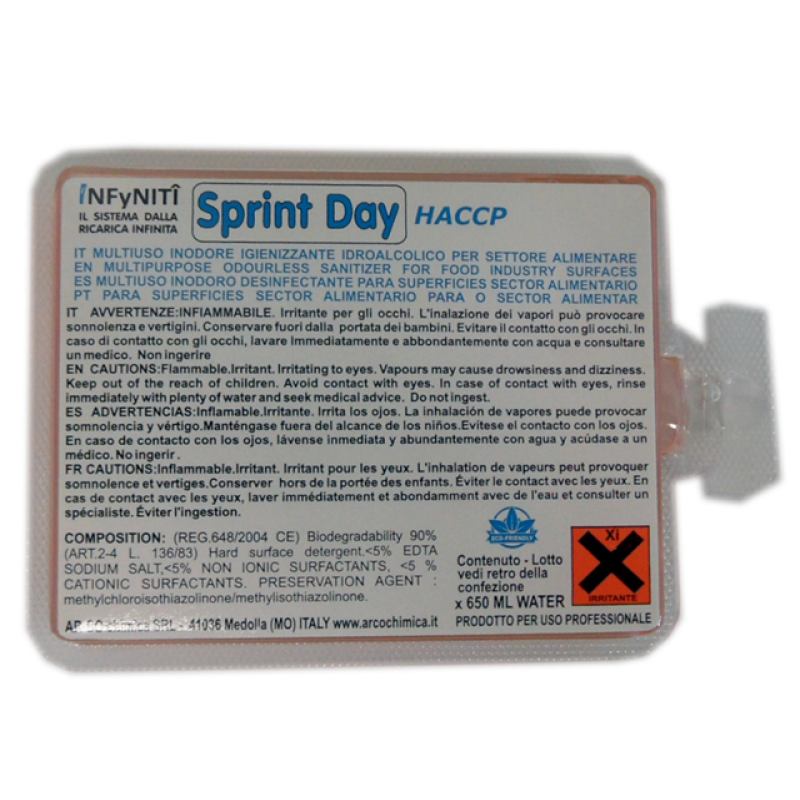 iNFyNITî
IL SISTEMA DALLA
RICARICA INFINITA
Sprint Day HACCP
IT MULTIUSO INODORE IGIENIZZANTE IDROALCOLICO PER SETTORE ALIMENTARE
EN MULTIPURPOSE ODOURLESS SANITIZER FOR FOOD INDUSTRY SURFACES
ES MULTIUSO INODORO DESINFECTANTE PARA SUPERFICIES SECTOR ALIMENTARIO
PT PARA SUPERFICIES SECTOR ALIMENTARIO PARA O SECTOR ALIMENTAR
IT AVVERTENZE:INFIAMMABILE. Irritante per gli occhi. L'inalazione dei vapori può provocare
sonnolenza e vertigini. Conservare fuori dalla portata dei bambini. Evitare il contatto con gli occhi. In
caso di contatto con gli occhi, lavare Immediatamente e abbondantemente con acqua e consultare
un medico. Non ingerire
EN CAUTIONS:Flammable.Irritant. Irritating to eyes. Vapours may cause drowsiness and dizziness.
Keep out of the reach of children. Avoid contact with eyes. In case of contact with eyes, rinse
immediately with plenty of water and seek medical advice. Do not ingest.
ES ADVERTENCIAS:Inflamable.Irritante. Irrita los ojos. La inhalación de vapores puede provocar
somnolencia y vértigo.Manténgase fuera del alcance de los niños.Evítese el contacto con los ojos.
En caso de contacto con los ojos, lávense inmediata y abundantemente con agua y acúdase a un
médico. No ingerir.
FR CAUTIONS:Inflammable.Irritant. Irritant pour les yeux. L'inhalation de vapeurs peut provoquer
somnolence et vertiges.Conserver hors de la portée des enfants. Éviter le contact avec les yeux. En
cas de contact avec les yeux, laver immédiatement et abondamment avec de l'eau et consulter un
spécialiste. Éviter l'ingestion.
COMPOSITION: (REG.648/2004 CE) Biodegradability 90%
(ART.2-4 L. 136/83) Hard surface detergent.<5% EDTA
SODIUM SALT,<5% NON IONIC SURFACTANTS, <5 %
CATIONIC SURFACTANTS. PRESERVATION AGENT :
methylchloroisothiazolinone/methylisothiazolinone.
SRL 41036 Medolla (MO) ITALY www.arcochimica.it
ECO-FRIENDLY
Contenuto - Lotto
vedi retro della
confezione
x 650 ML WATER
Xi
IRRITANTE
PRODOTTO PER USO PROFESSIONALE